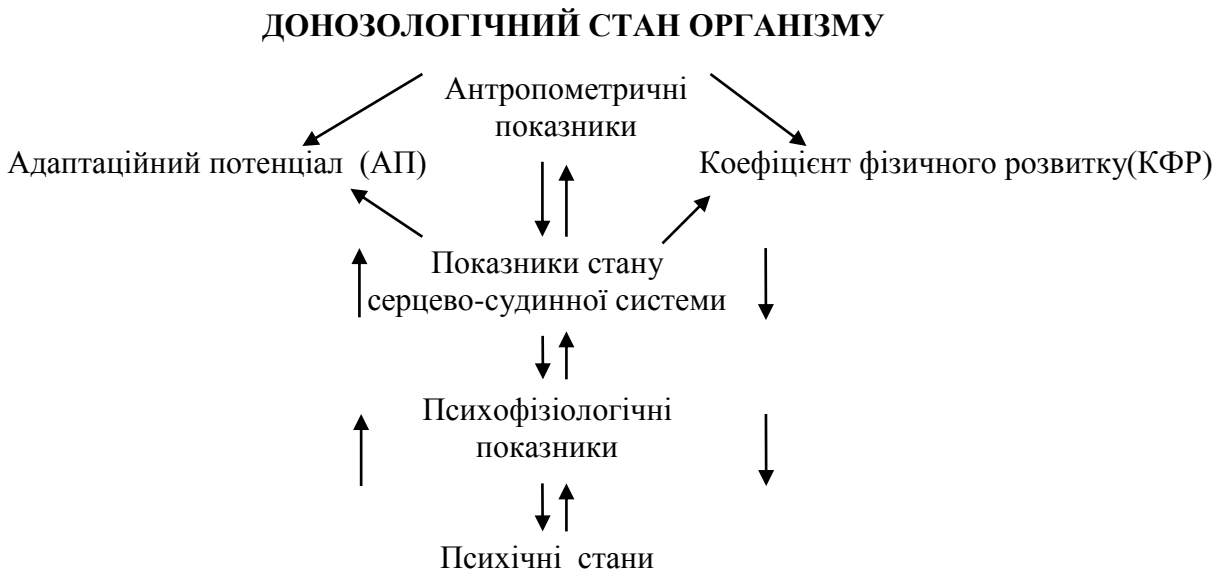 ДОНОЗОЛОГІЧНИЙ СТАН ОРГАНІЗМУ
Антропометричні
показники
Адаптаційний потенціал (АП)
Коефіцієнт фізичного розвитку(КФР)
Показники стану
серцево-судинної системи
Психофізіологічні
показники
Психічні стани